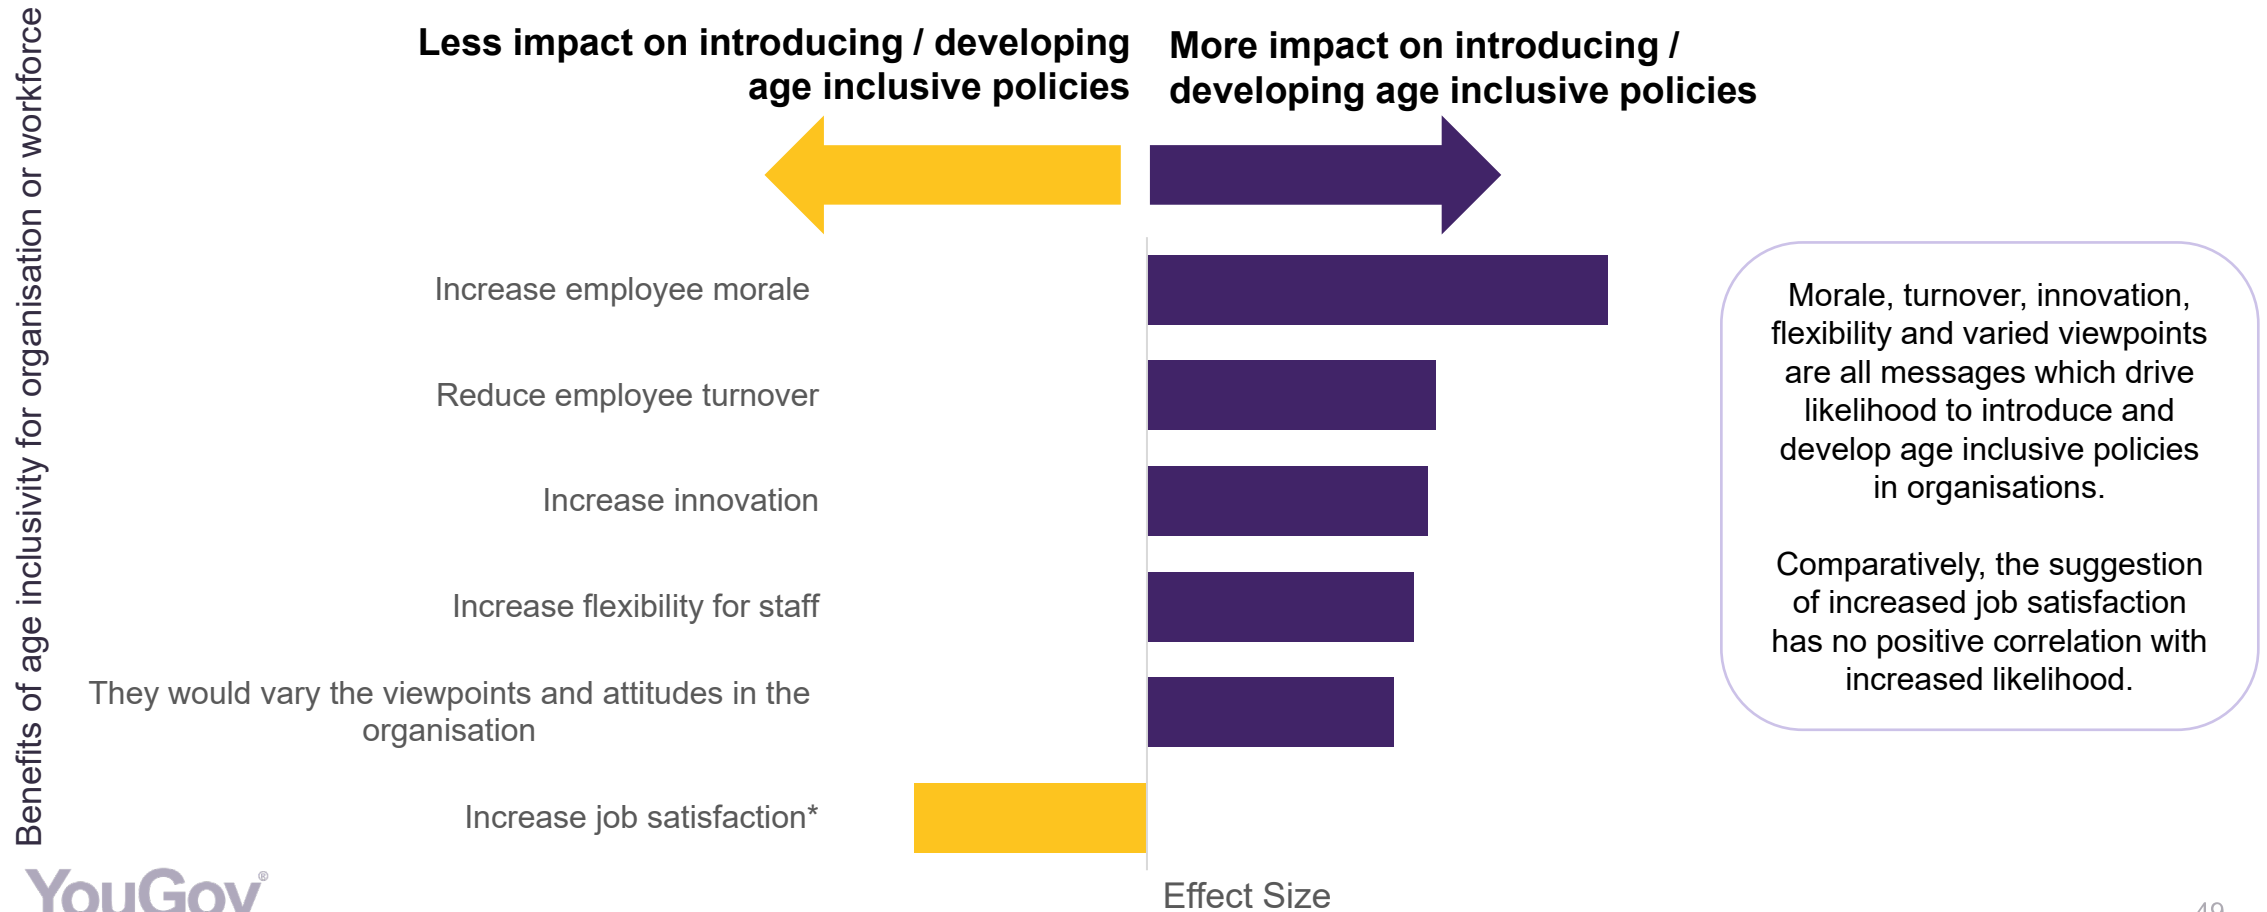 Benefits of age inclusivity for organisation or workforce
Less impact on introducing / developing
age inclusive policies
More impact on introducing /
developing age inclusive policies
Increase employee morale
Reduce employee turnover
Increase innovation
Increase flexibility for staff
They would vary the viewpoints and attitudes in the
organisation
Increase job satisfaction*
Effect Size
Morale, turnover, innovation,
flexibility and varied viewpoints
are all messages which drive
likelihood to introduce and
develop age inclusive policies
in organisations.
Comparatively, the suggestion
of increased job satisfaction
has no positive correlation with
increased likelihood.
YouGov®
49